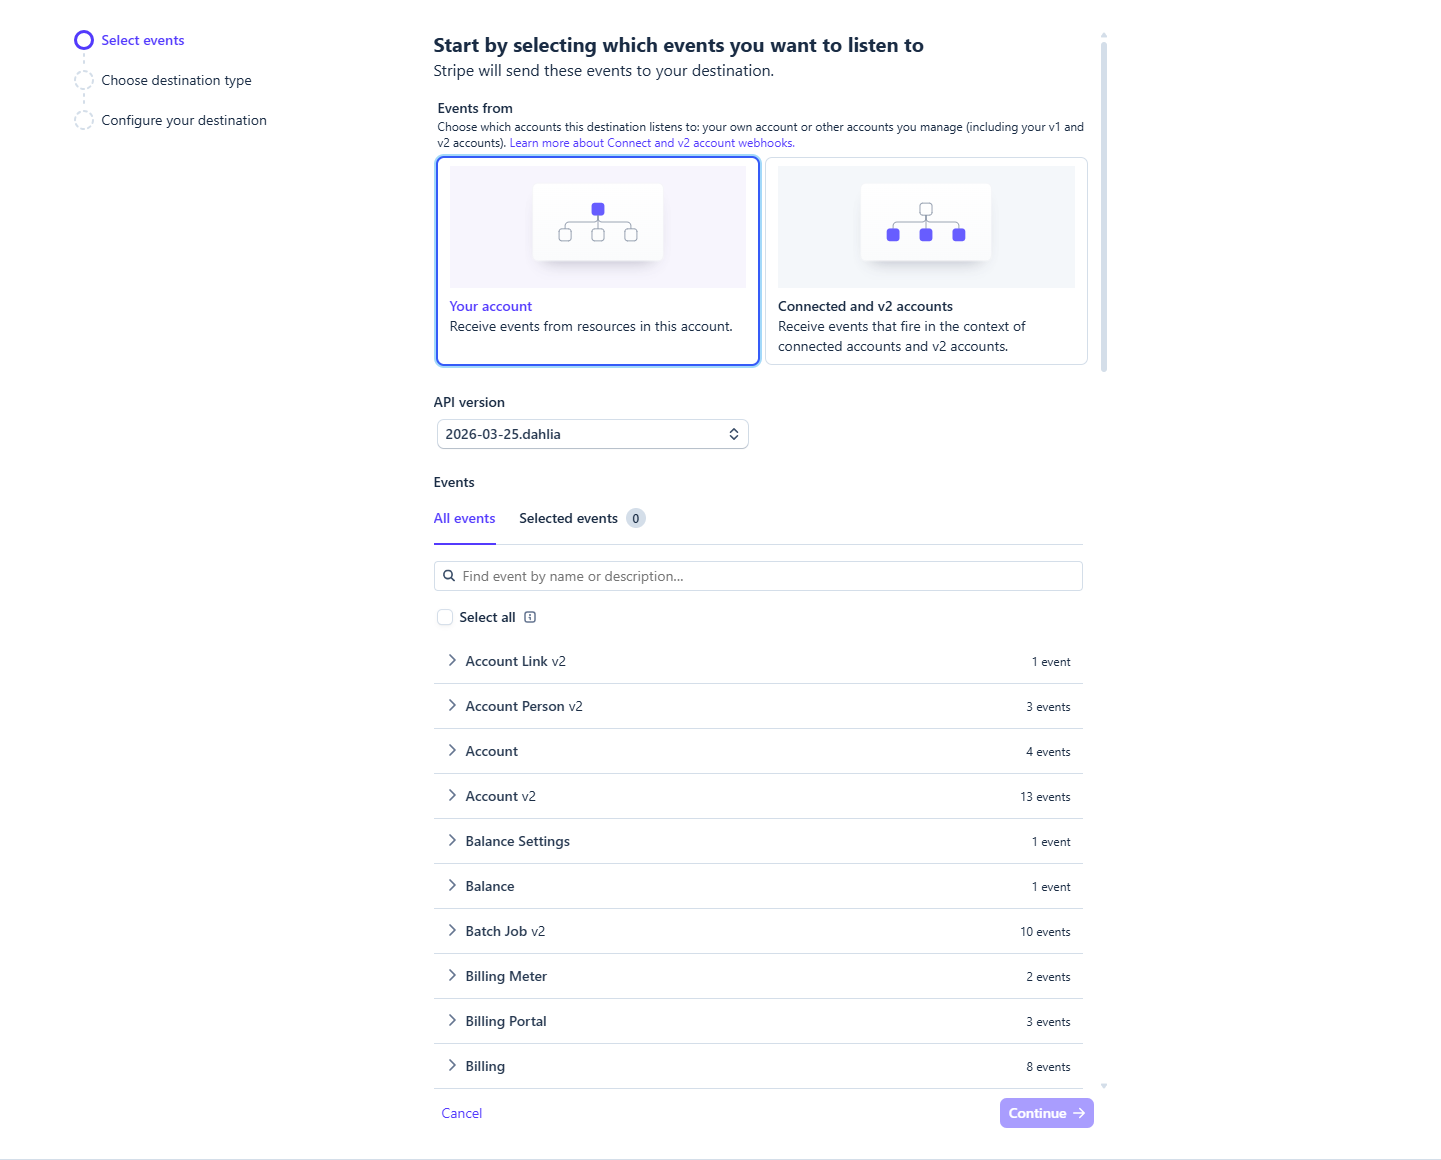 Select events
Choose destination type
Configure your destination
Start by selecting which events you want to listen to
Stripe will send these events to your destination.
Events from
Choose which accounts this destination listens to: your own account or other accounts you manage (including your v1 and
v2 accounts). Learn more about Connect and v2 account webhooks.
Your account
Receive events from resources in this account.
Connected and v2 accounts
Receive events that fire in the context of
connected accounts and v2 accounts.
API version
2026-03-25.dahlia
Events
All events
Selected events 0
Find event by name or description...
Select all
Account Link v2 1 event
Account Person v2 3 events
Account 4 events
Account v2 13 events
Balance Settings 1 event
Balance 1 event
Batch Job v2 10 events
Billing Meter 2 events
Billing Portal 3 events
Billing 8 events
Cancel
Continue